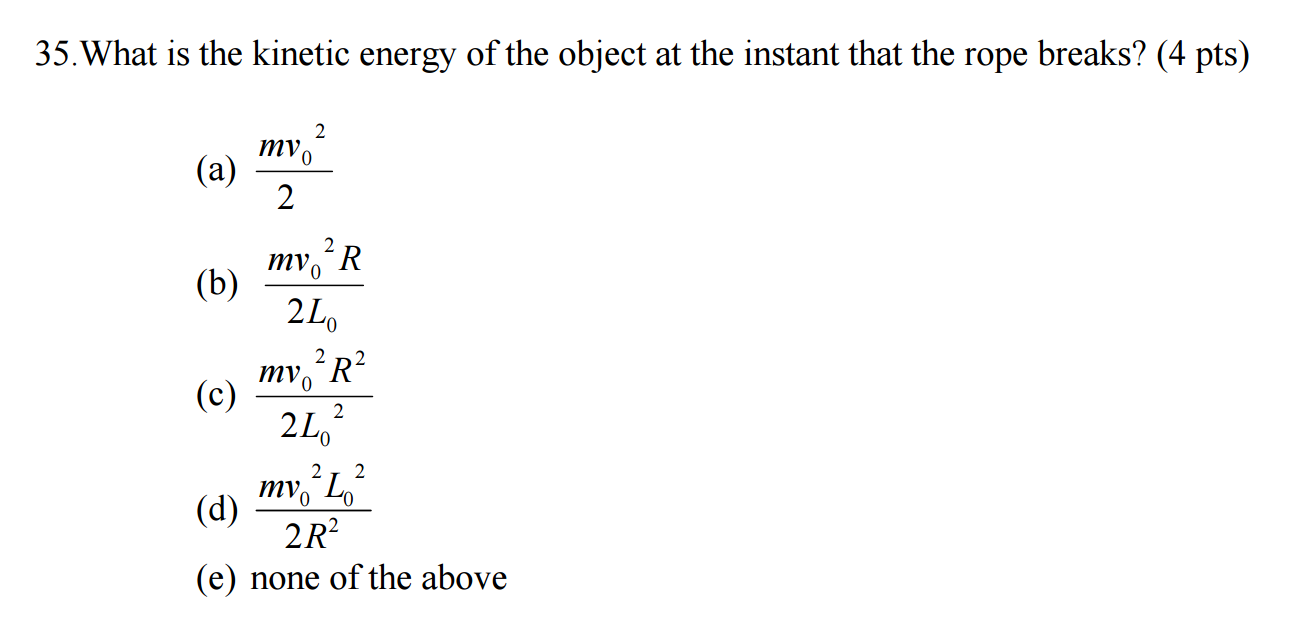 35.What is the kinetic energy of the object at the instant that the rope breaks? (4 pts)
(a) $\frac{mv_0^2}{2}$
(b) $\frac{mv_0^2 R}{2L_0}$
(c) $\frac{mv_0^2 R^2}{2L_0^2}$
(d) $\frac{mv_0^2 L_0^2}{2R^2}$
(e) none of the above